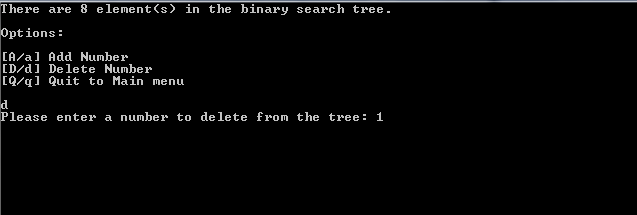 There are 8 element(s) in the binary search tree.
Options:
[A/a] Add Number
[D/d] Delete Number
[Q/q] Quit to Main menu
d
Please enter a number to delete from the tree: 1